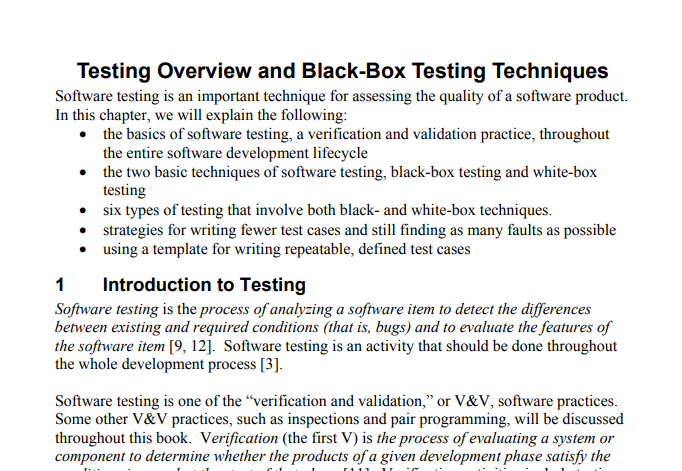 Testing Overview and Black-Box Testing Techniques
Software testing is an important technique for assessing the quality of a software product.
In this chapter, we will explain the following:
• the basics of software testing, a verification and validation practice, throughout
the entire software development lifecycle
• the two basic techniques of software testing, black-box testing and white-box
testing
• six types of testing that involve both black- and white-box techniques.
• strategies for writing fewer test cases and still finding as many faults as possible
• using a template for writing repeatable, defined test cases
1 Introduction to Testing
Software testing is the process of analyzing a software item to detect the differences
between existing and required conditions (that is, bugs) and to evaluate the features of
the software item [9, 12]. Software testing is an activity that should be done throughout
the whole development process [3].
Software testing is one of the “verification and validation,” or V&V, software practices.
Some other V&V practices, such as inspections and pair programming, will be discussed
throughout this book. Verification (the first V) is the process of evaluating a system or
component to determine whether the products of a given development phase satisfy the